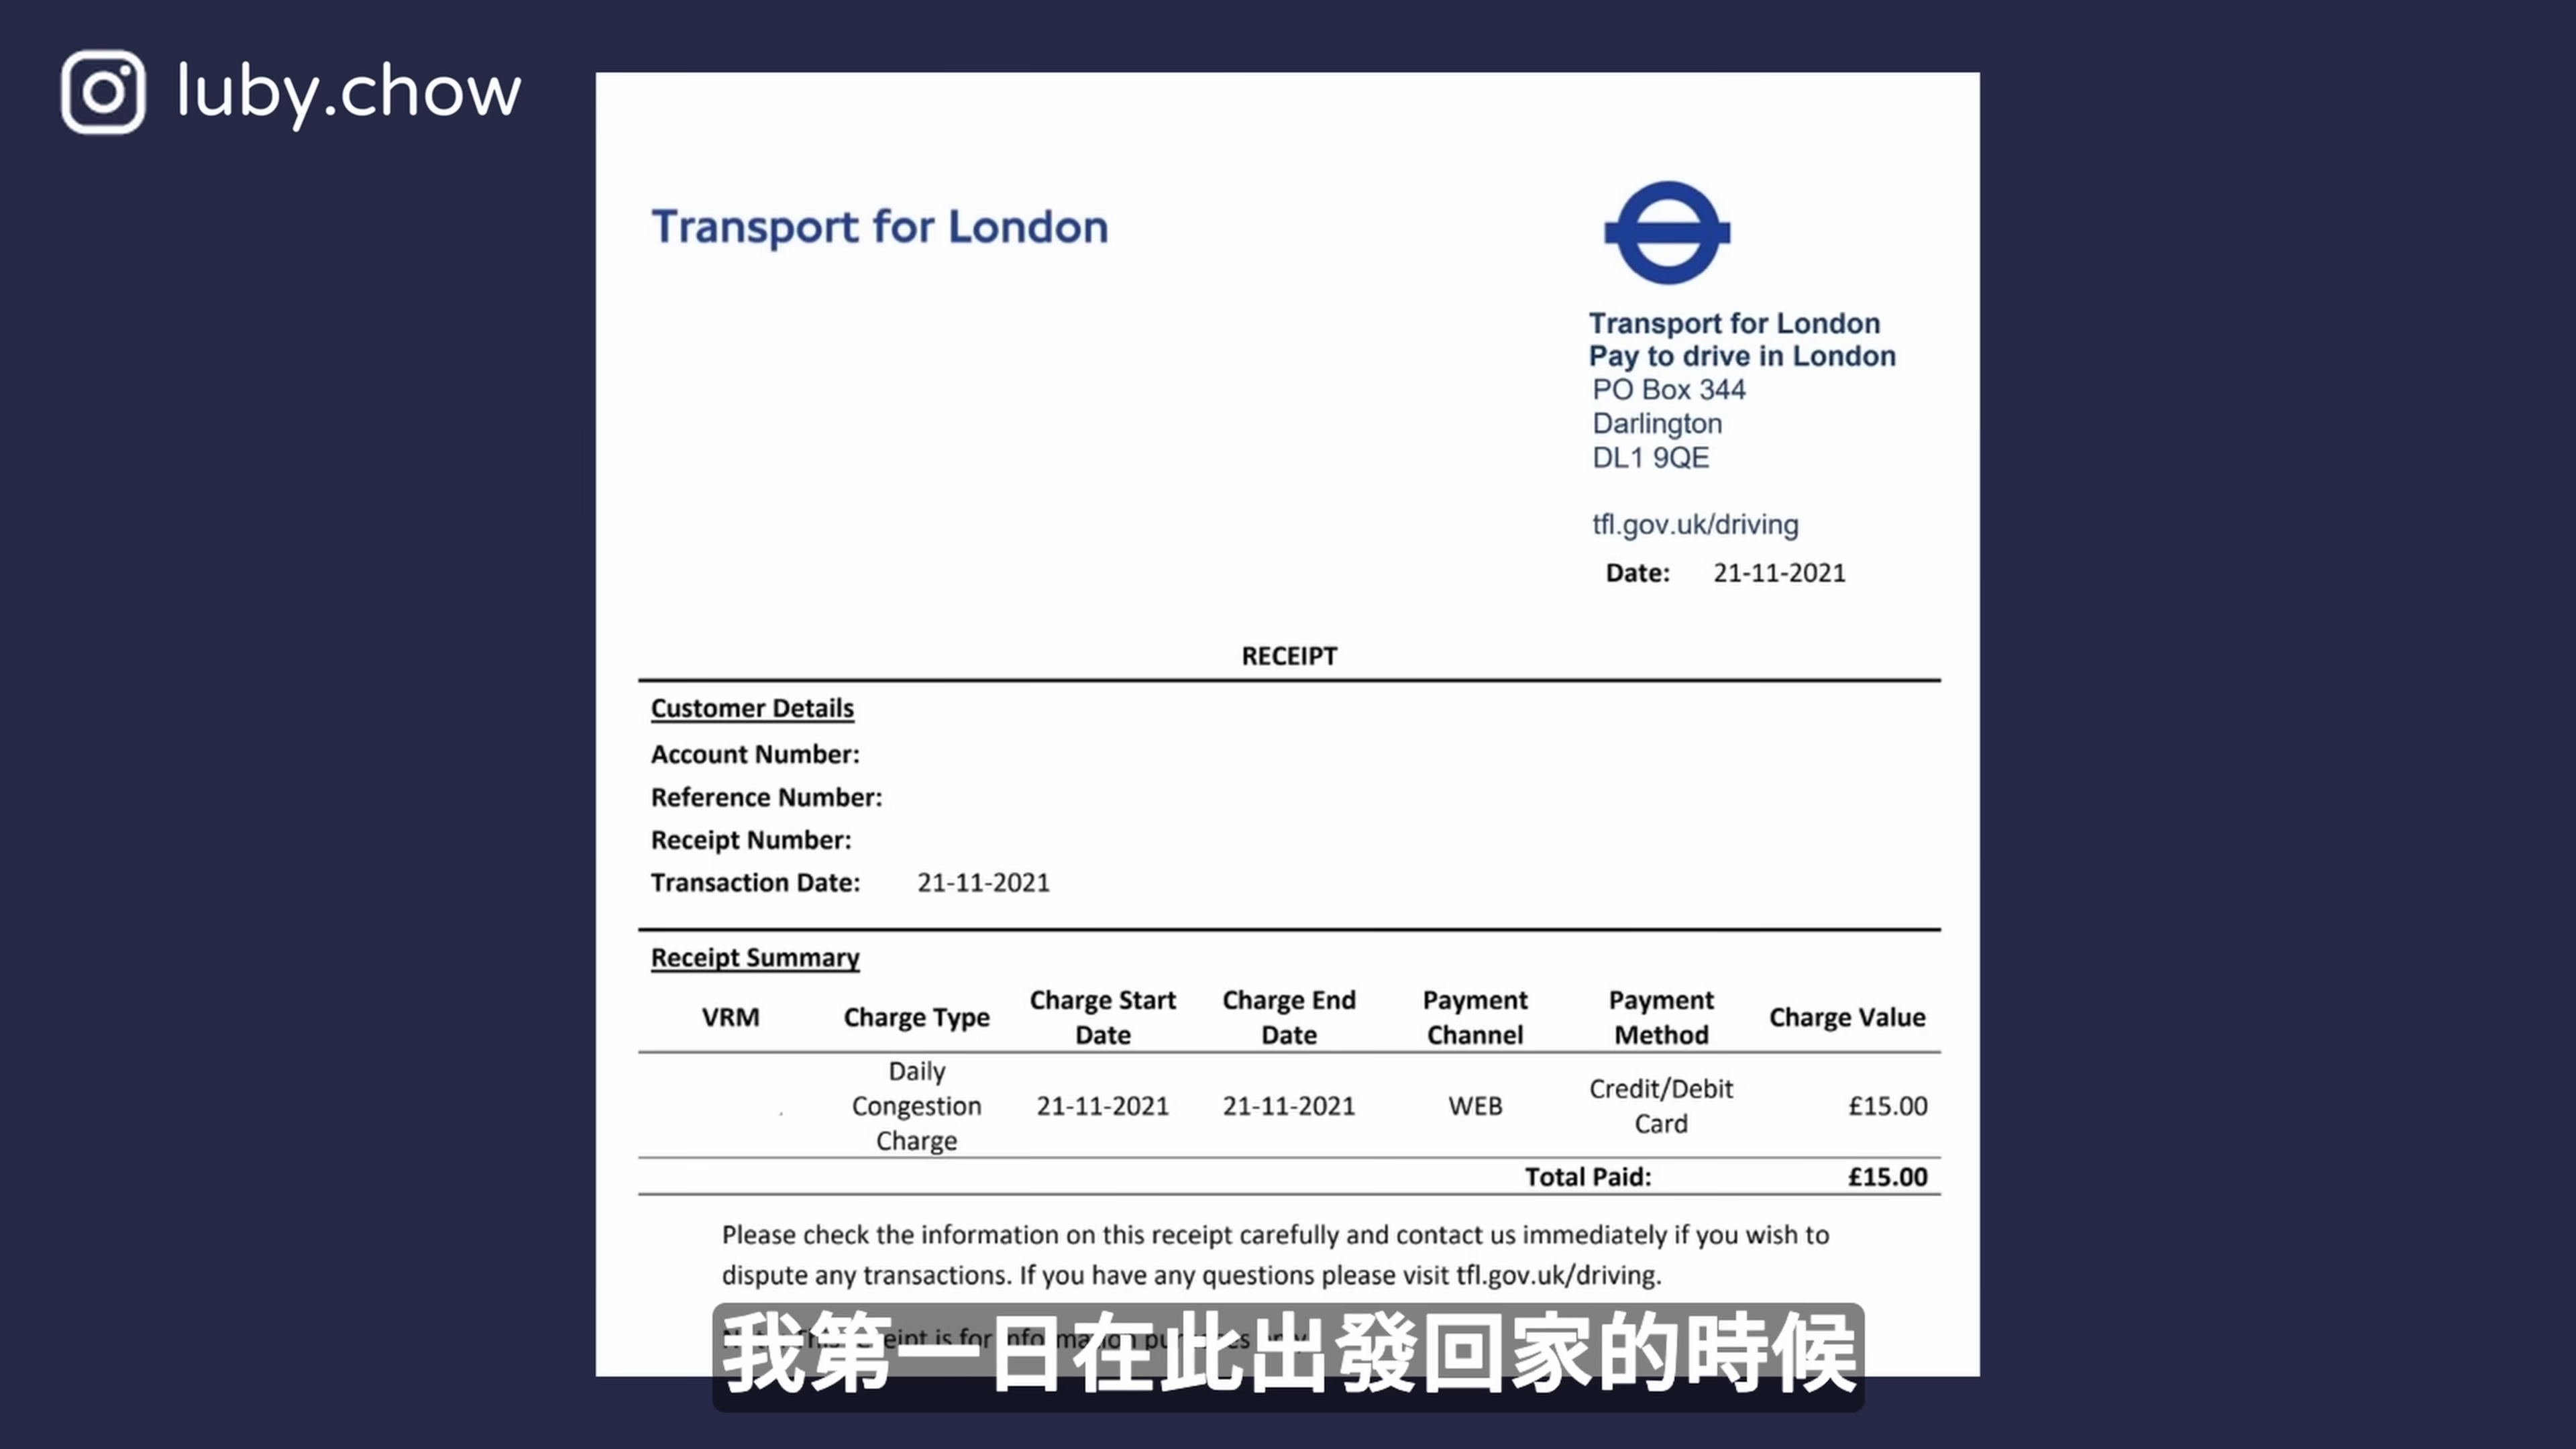 luby.chow
Transport for London
Transport for London
Pay to drive in London
PO Box 344
Darlington
DL1 9QE
tfl.gov.uk/driving
Date: 21-11-2021
RECEIPT
Customer Details
Account Number:
Reference Number:
Receipt Number:
Transaction Date: 21-11-2021
Receipt Summary
VRM Charge Type Charge Start Date Charge End Date Payment Channel Payment Method Charge Value
Daily Congestion Charge 21-11-2021 21-11-2021 WEB Credit/Debit Card £15.00
Total Paid: £15.00
Please check the information on this receipt carefully and contact us immediately if you wish to
dispute any transactions. If you have any questions please visit tfl.gov.uk/driving.
我第一日在此出發回家的時候